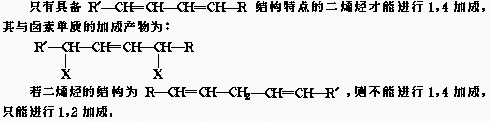 只有具备 R′—CH=CH—CH=CH—R 结构特点的二烯烃才能进行1,4加成，
其与卤素单质的加成产物为：
R′—CH—CH=CH—CH—R
X X
若二烯烃的结构为 R—CH=CH—CH₂—CH=CH—R′，则不能进行1,4加成，
只能进行1,2加成。